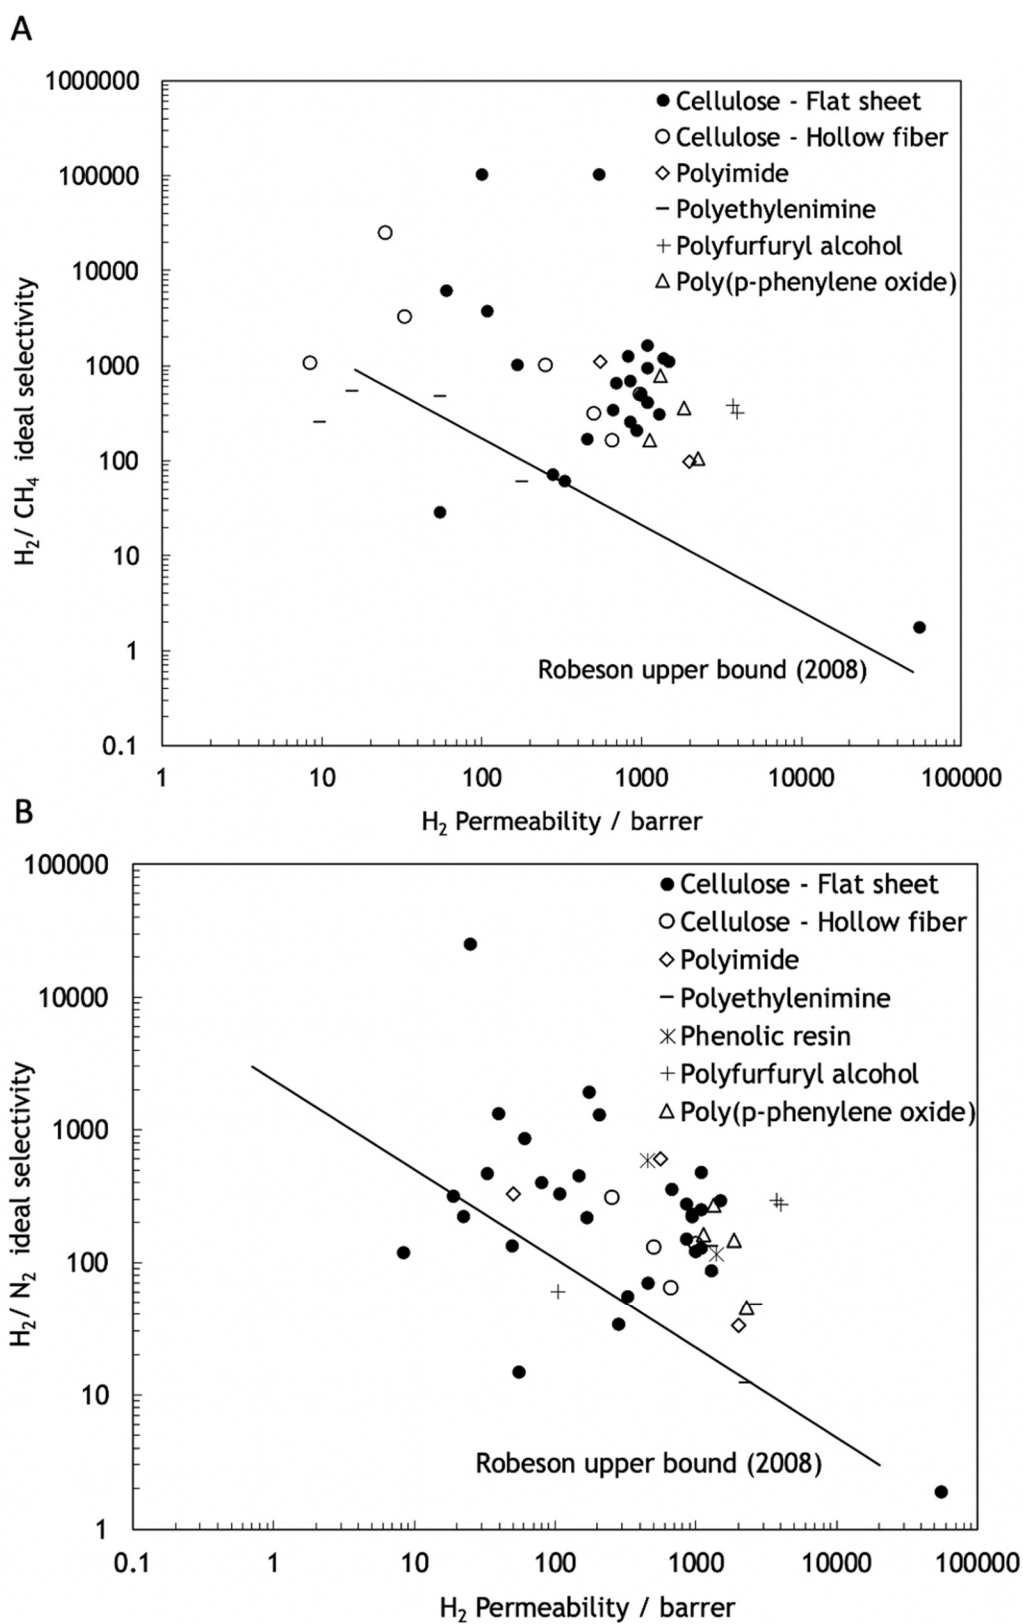 A
1000000
100000
10000
1000
100
10
1
0.1
H₂/ CH₄ ideal selectivity
Cellulose - Flat sheet
Cellulose - Hollow fiber
Polyimide
Polyethylenimine
Polyfurfuryl alcohol
Poly(p-phenylene oxide)
Robeson upper bound (2008)
1 10 100 1000 10000 100000
H₂ Permeability / barrer
B
100000
10000
1000
100
10
1
H₂/ N₂ ideal selectivity
Cellulose - Flat sheet
Cellulose - Hollow fiber
Polyimide
Polyethylenimine
Phenolic resin
Polyfurfuryl alcohol
Poly(p-phenylene oxide)
Robeson upper bound (2008)
0.1 1 10 100 1000 10000 100000
H₂ Permeability / barrer